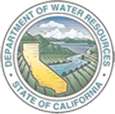 DEPARTMENT OF WATER RESOURCES
STATE OF CALIFORNIA